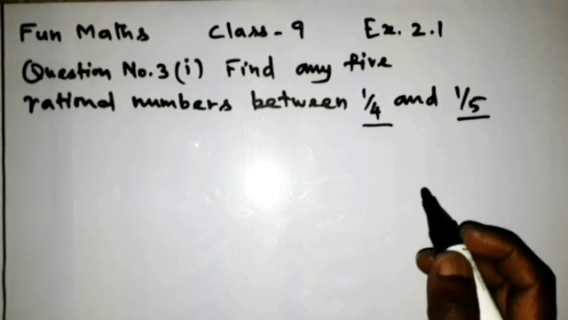 Fun Maths Class-9 Ex. 2.1
Question No.3(i) Find any five
rational numbers between 1/4 and 1/5